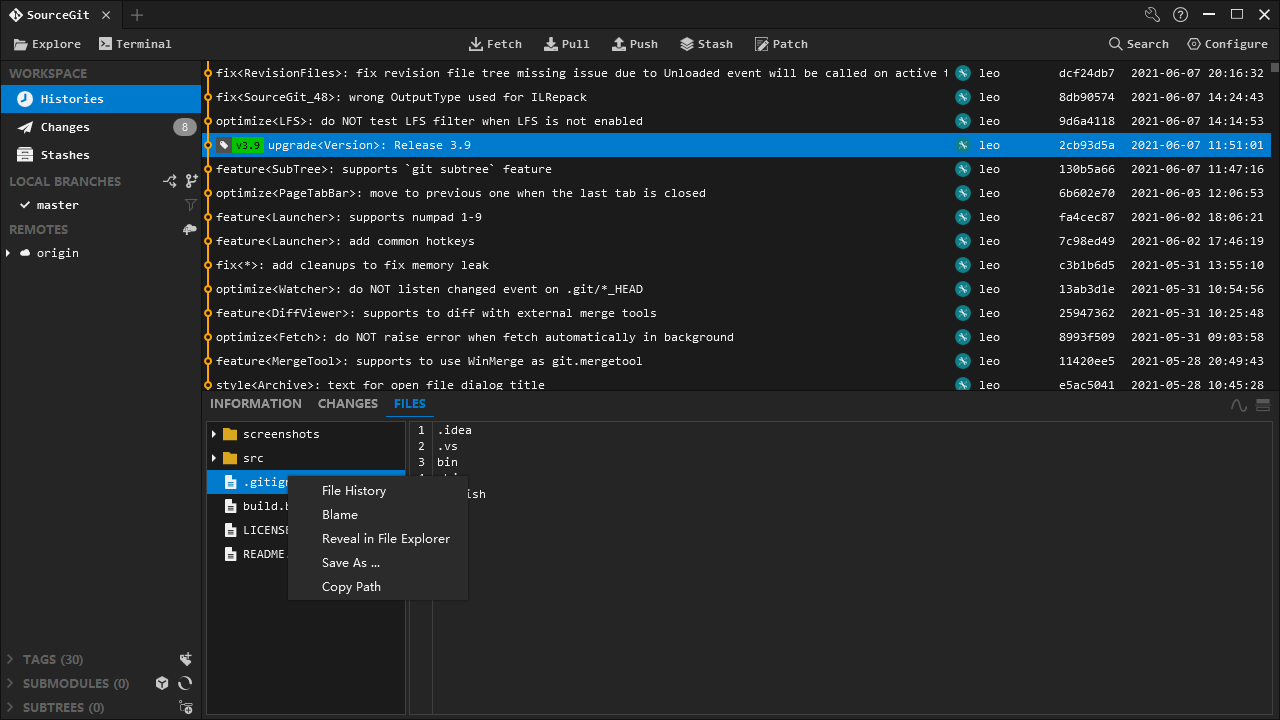 SourceGit
Explore Terminal Fetch Pull Push Stash Patch Search Configure
WORKSPACE
Histories
Changes 8
Stashes
LOCAL BRANCHES
master
REMOTES
origin
TAGS (30)
SUBMODULES (0)
SUBTREES (0)
fix<RevisionFiles>: fix revision file tree missing issue due to Unloaded event will be called on active leo dcf24db7 2021-06-07 20:16:32
fix<SourceGit_48>: wrong OutputType used for ILRepack leo 8db90574 2021-06-07 14:24:43
optimize<LFS>: do NOT test LFS filter when LFS is not enabled leo 9d6a4118 2021-06-07 14:14:53
v3.9 upgrade<Version>: Release 3.9 leo 2cb93d5a 2021-06-07 11:51:01
feature<SubTree>: supports `git subtree` feature leo 130b5a66 2021-06-07 11:47:16
optimize<PageTabBar>: move to previous one when the last tab is closed leo 6b602e70 2021-06-03 12:06:53
feature<Launcher>: supports numpad 1-9 leo fa4cec87 2021-06-02 18:06:21
feature<Launcher>: add common hotkeys leo 7c98ed49 2021-06-02 17:46:19
fix<*>: add cleanups to fix memory leak leo c3b1b6d5 2021-05-31 13:55:10
optimize<Watcher>: do NOT listen changed event on .git/*_HEAD leo 13ab3d1e 2021-05-31 10:54:56
feature<DiffViewer>: supports to diff with external merge tools leo 25947362 2021-05-31 10:25:48
optimize<Fetch>: do NOT raise error when fetch automatically in background leo 8993f509 2021-05-31 09:03:58
feature<MergeTool>: supports to use WinMerge as git.mergetool leo 11420ee5 2021-05-28 20:49:43
style<Archive>: text for open file dialog title leo e5ac5041 2021-05-28 10:45:28
INFORMATION CHANGES FILES
screenshots
src
.gitign
build.b
LICENSE
README.
File History
Blame
Reveal in File Explorer
Save As ...
Copy Path
1 .idea
2 .vs
3 bin
ish